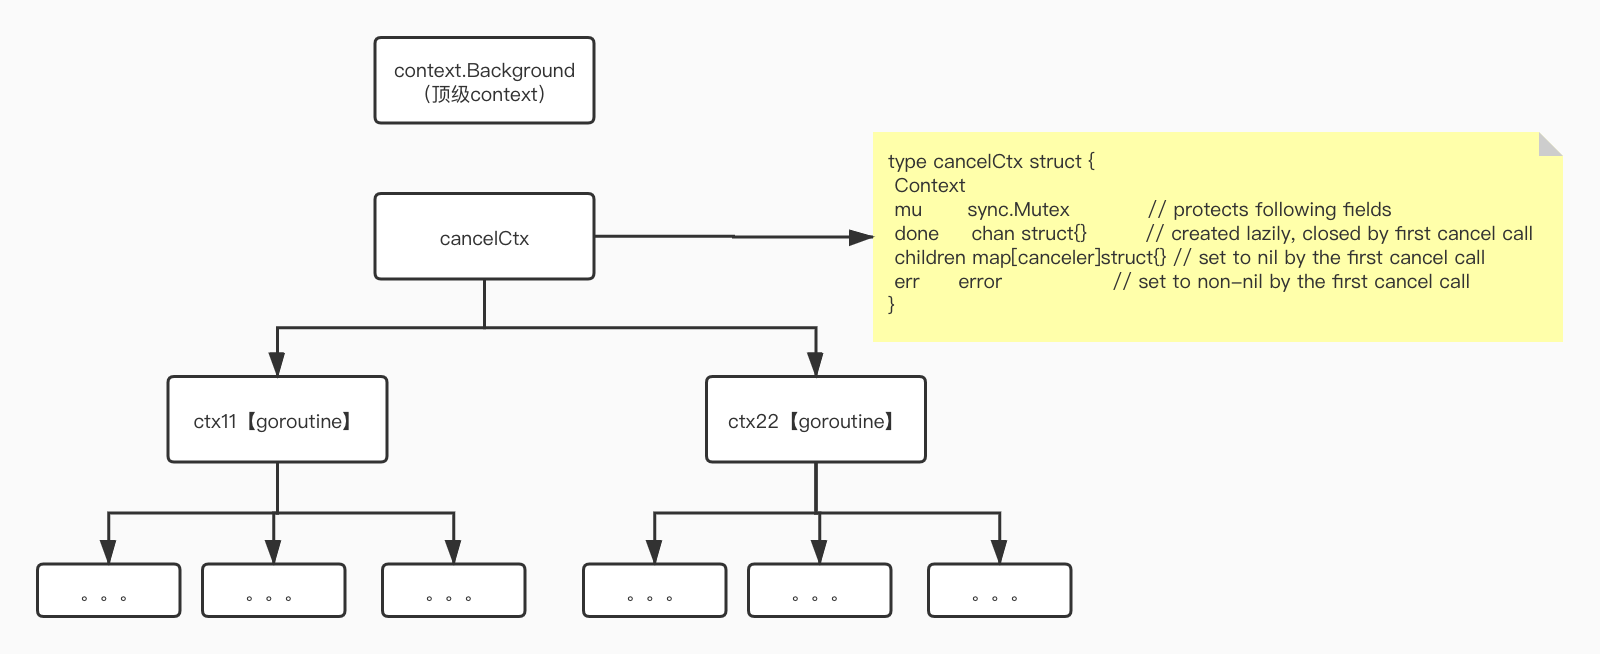 context.Background
（顶级context）
cancelCtx
type cancelCtx struct {
Context
mu sync.Mutex // protects following fields
done chan struct{} // created lazily, closed by first cancel call
children map[canceler]struct{} // set to nil by the first cancel call
err error // set to non-nil by the first cancel call
}
ctx11【goroutine】
ctx22【goroutine】
。。。
。。。
。。。
。。。
。。。
。。。